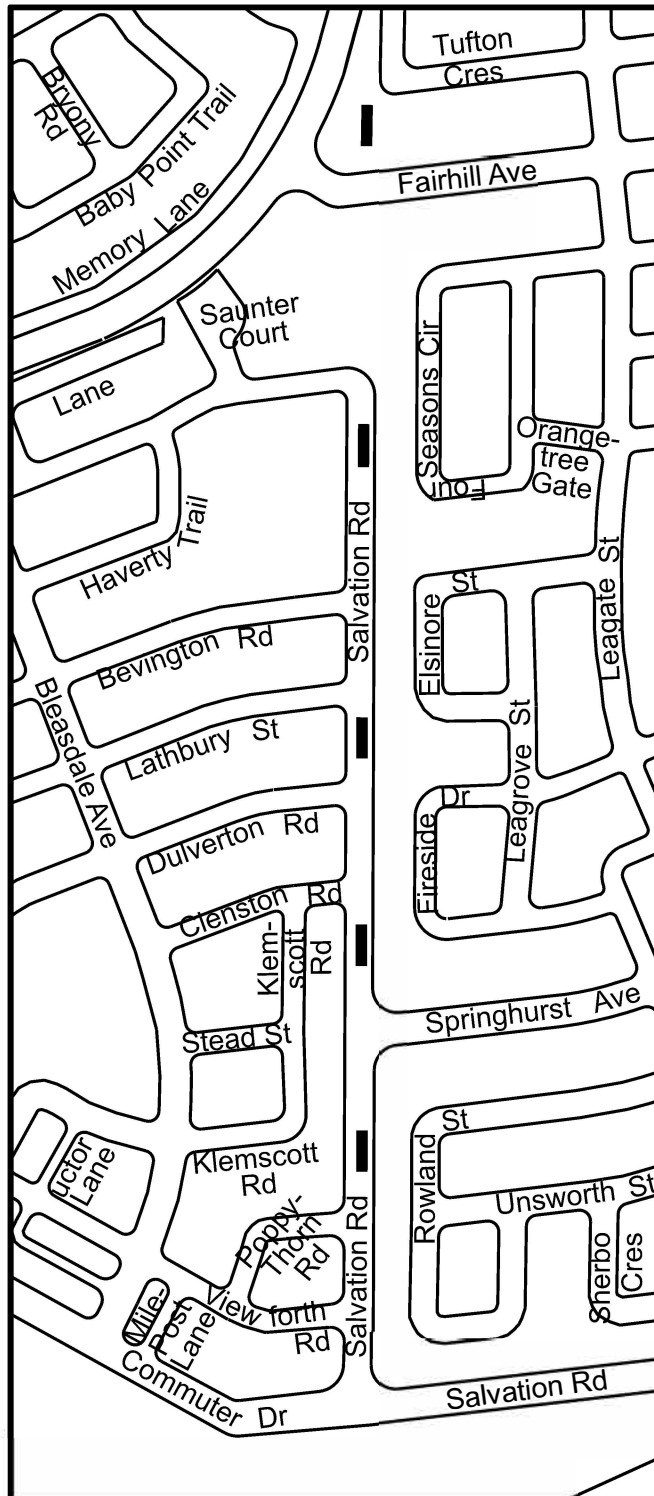 Tufton
Cres
Bryony
Rd
Baby Point Trail
Fairhill Ave
Memory Lane
Saunter
Court
Lane
Seasons Cir
Four
Orange-
tree
Gate
Salvation Rd
Haverty Trail
Elsinore
St
Leagate St
Bevington Rd
Bleasdale Ave
Lathbury St
Leagrove St
Fireside
Dr
Dulverton Rd
Clenston Rd
Klem-
scott
Rd
Springhurst Ave
Stead St
Klemscott
Rd
uctor
Lane
Rowland
St
Unsworth St
Sherbo
Cres
Poppy-
Thorn
Rd
Salvation Rd
View forth
Rd
Mile-
Post
Lane
Commuter Dr
Salvation Rd